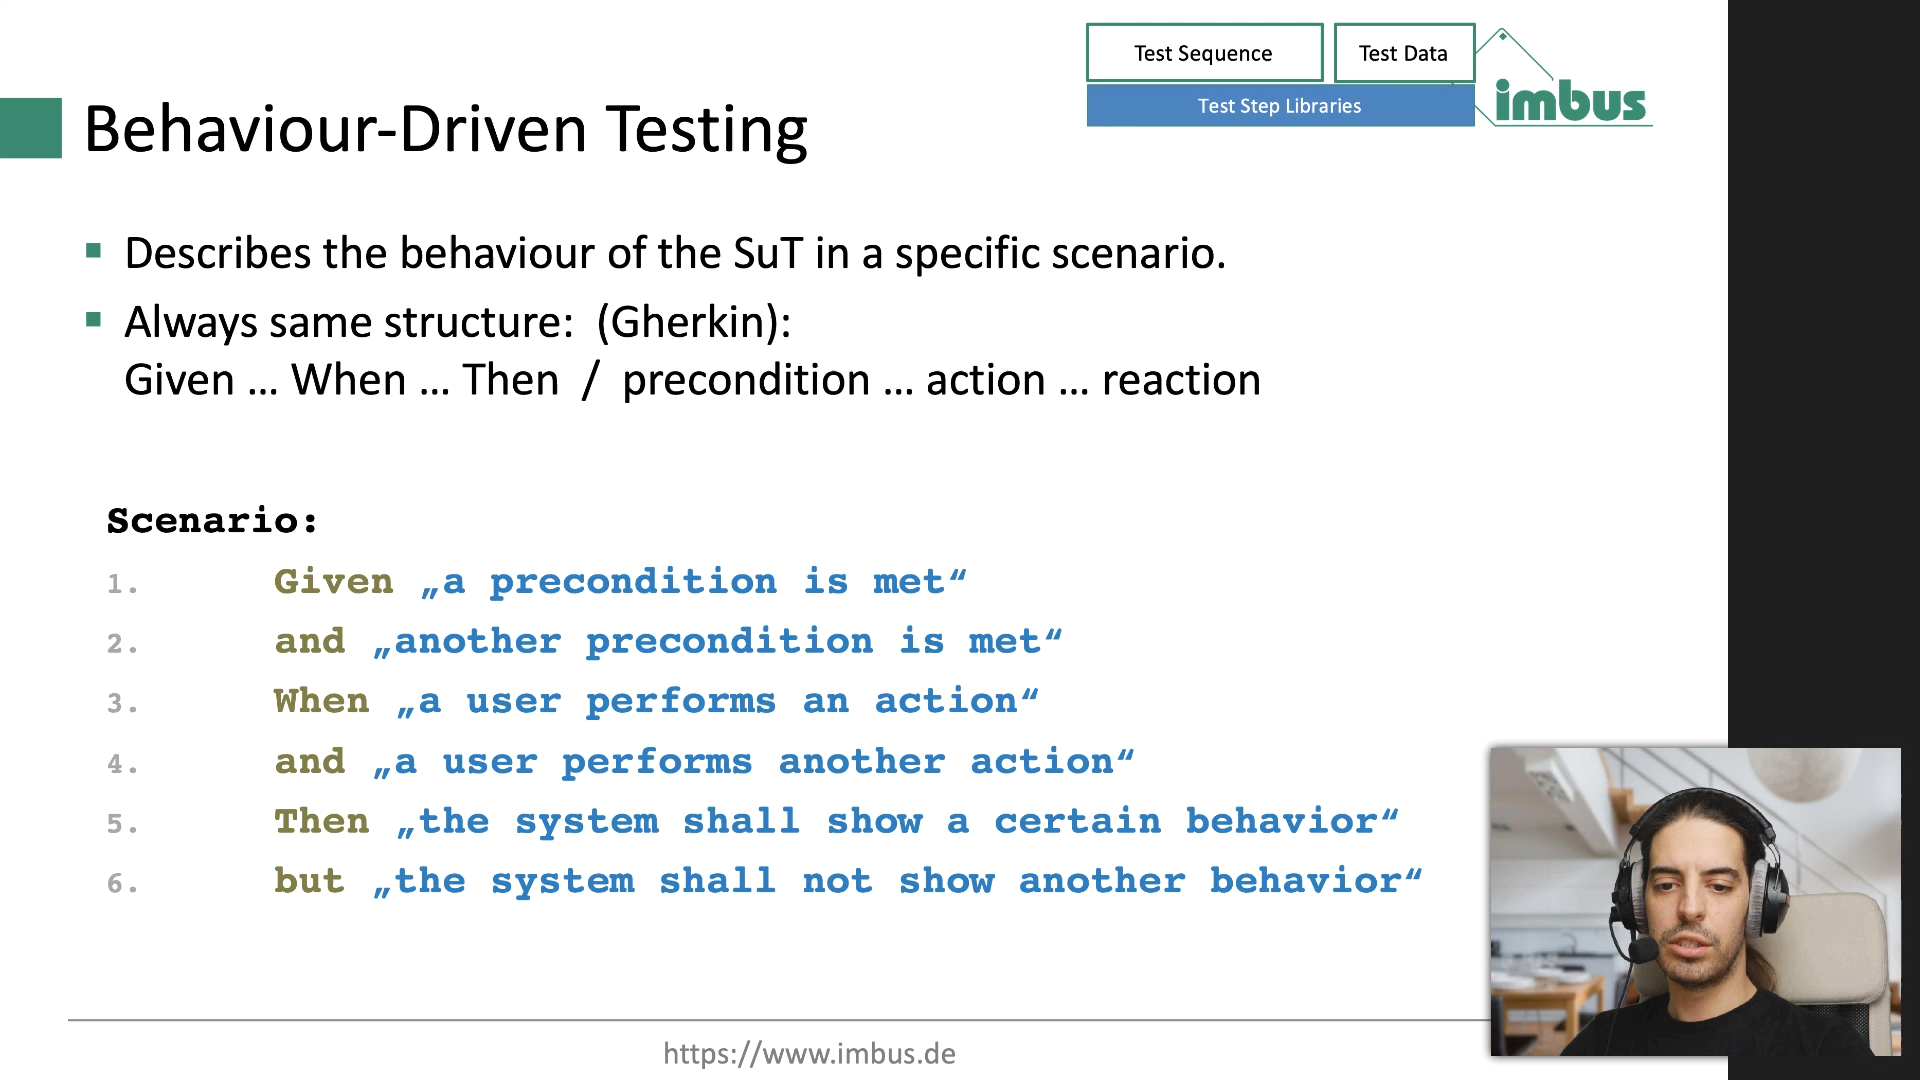 Test Sequence
Test Data
Test Step Libraries
imbus
Behaviour-Driven Testing
Describes the behaviour of the SuT in a specific scenario.
Always same structure: (Gherkin):
Given … When … Then / precondition … action … reaction
Scenario:
1. Given „a precondition is met“
2. and „another precondition is met“
3. When „a user performs an action“
4. and „a user performs another action“
5. Then „the system shall show a certain behavior“
6. but „the system shall not show another behavior“
https://www.imbus.de